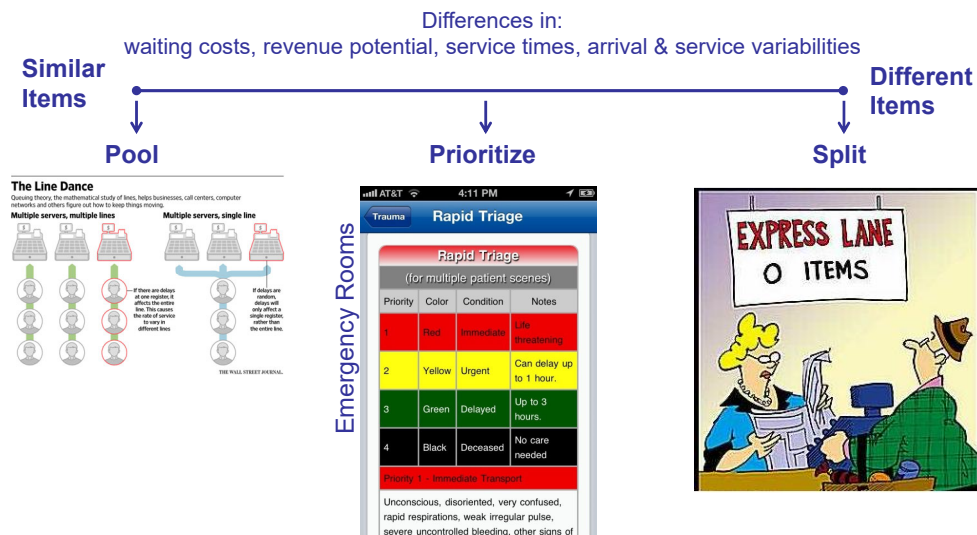 Differences in:
waiting costs, revenue potential, service times, arrival & service variabilities
Similar
Items
Different
Items
Pool
Prioritize
Split
The Line Dance
Queuing theory, the mathematical study of lines, helps businesses, call centers, computer
networks and others figure out how to keep things moving.
Multiple servers, multiple lines
Multiple servers, single line
If there are delays
at one register, it
affects the entire
line. This causes
the rate of service
to vary in
different lines
If delays are
random,
delays will
only affect a
single register,
rather than
the entire line.
THE WALL STREET JOURNAL.
Emergency Rooms
AT&T 4:11 PM
Trauma Rapid Triage
Rapid Triage
(for multiple patient scenes)
Priority Color Condition Notes
1 Red Immediate Life
threatening
2 Yellow Urgent Can delay up
to 1 hour.
3 Green Delayed Up to 3
hours.
4 Black Deceased No care
needed
Priority 1 - Immediate Transport
Unconscious, disoriented, very confused,
rapid respirations, weak irregular pulse,
severe uncontrolled bleeding, other signs of
EXPRESS LANE
0 ITEMS